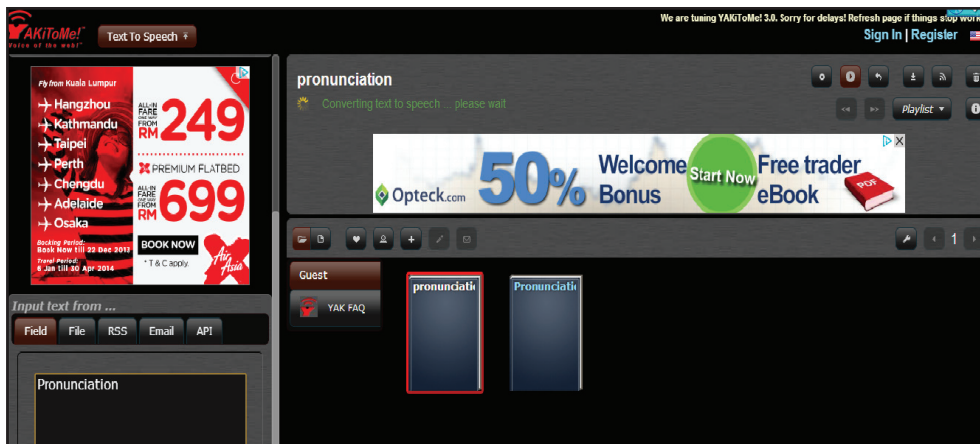 We are tuning YAKiToMe! 3.0. Sorry for delays! Refresh page if things stop work
YAKiToMe!
Voice of the web!
Text To Speech
Sign In | Register
Fly from Kuala Lumpur
Hangzhou
Kathmandu
Taipei
Perth
Chengdu
Adelaide
Osaka
Booking Period:
Book Now till 22 Dec 2013
Travel Period:
6 Jan till 30 Apr 2014
ALL-IN
FARE
ONE WAY
FROM
RM 249
PREMIUM FLATBED
ALL-IN
FARE
ONE WAY
FROM
RM 699
BOOK NOW
* T & C apply.
Air Asia
pronunciation
Converting text to speech ... please wait
Playlist
Opteck.com
50% Welcome Bonus
Start Now
Free trader eBook
PDF
1
Guest
YAK FAQ
pronunciati
Pronunciati
Input text from ...
Field File RSS Email API
Pronunciation